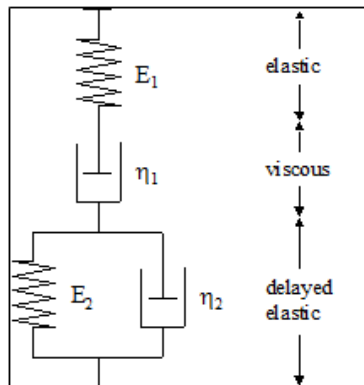 elastic
E₁
η₁
viscous
E₂
η₂
delayed
elastic